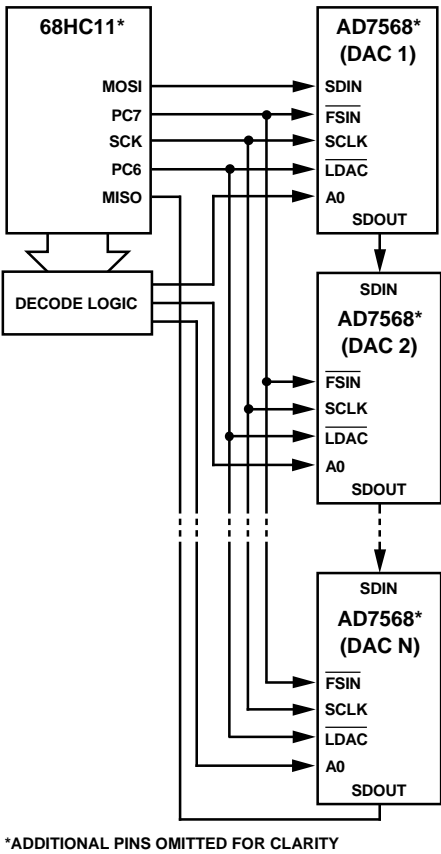 68HC11*
MOSI
PC7
SCK
PC6
MISO
DECODE LOGIC
AD7568*
(DAC 1)
SDIN
FSIN
SCLK
LDAC
A0
SDOUT
SDIN
AD7568*
(DAC 2)
FSIN
SCLK
LDAC
A0
SDOUT
SDIN
AD7568*
(DAC N)
FSIN
SCLK
LDAC
A0
SDOUT
*ADDITIONAL PINS OMITTED FOR CLARITY